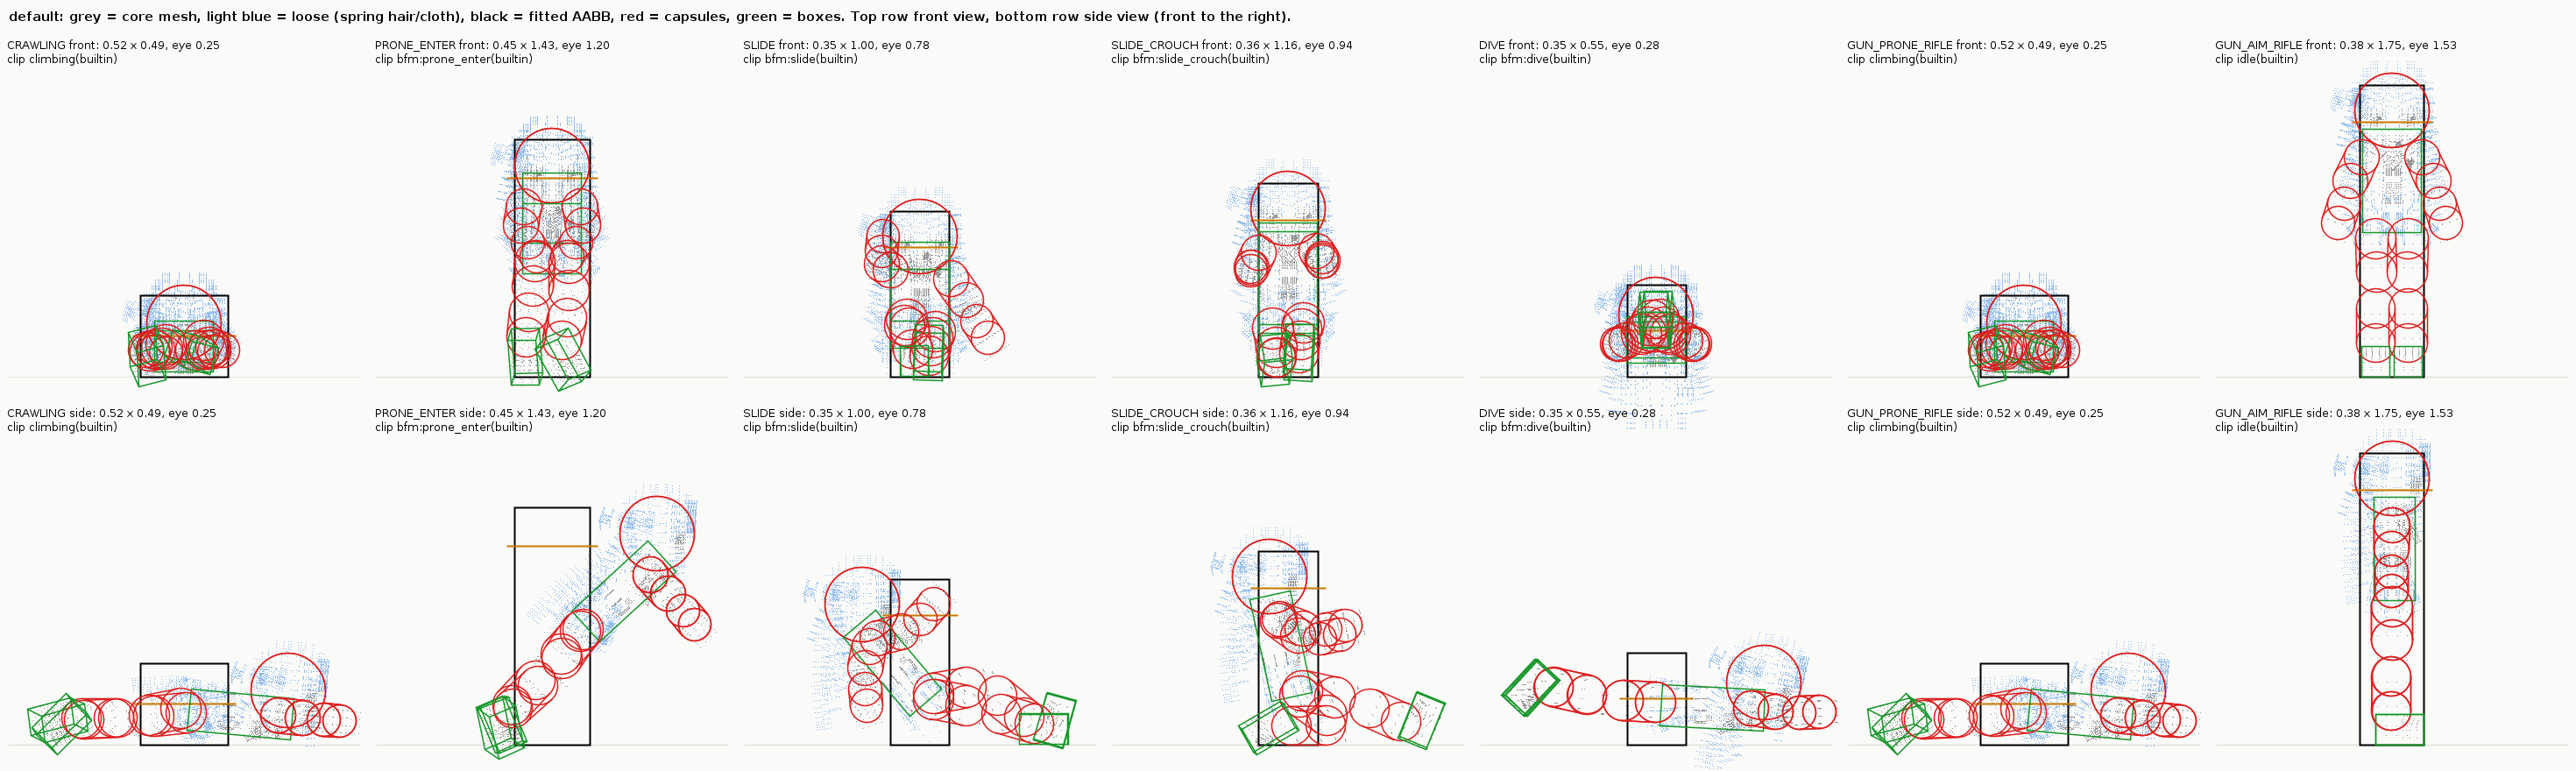 default: grey = core mesh, light blue = loose (spring hair/cloth), black = fitted AABB, red = capsules, green = boxes. Top row front view, bottom row side view (front to the right).
CRAWLING front: 0.52 x 0.49, eye 0.25
clip climbing(builtin)
PRONE_ENTER front: 0.45 x 1.43, eye 1.20
clip bfm:prone_enter(builtin)
SLIDE front: 0.35 x 1.00, eye 0.78
clip bfm:slide(builtin)
SLIDE_CROUCH front: 0.36 x 1.16, eye 0.94
clip bfm:slide_crouch(builtin)
DIVE front: 0.35 x 0.55, eye 0.28
clip bfm:dive(builtin)
GUN_PRONE_RIFLE front: 0.52 x 0.49, eye 0.25
clip climbing(builtin)
GUN_AIM_RIFLE front: 0.38 x 1.75, eye 1.53
clip idle(builtin)
CRAWLING side: 0.52 x 0.49, eye 0.25
clip climbing(builtin)
PRONE_ENTER side: 0.45 x 1.43, eye 1.20
clip bfm:prone_enter(builtin)
SLIDE side: 0.35 x 1.00, eye 0.78
clip bfm:slide(builtin)
SLIDE_CROUCH side: 0.36 x 1.16, eye 0.94
clip bfm:slide_crouch(builtin)
DIVE side: 0.35 x 0.55, eye 0.28
clip bfm:dive(builtin)
GUN_PRONE_RIFLE side: 0.52 x 0.49, eye 0.25
clip climbing(builtin)
GUN_AIM_RIFLE side: 0.38 x 1.75, eye 1.53
clip idle(builtin)